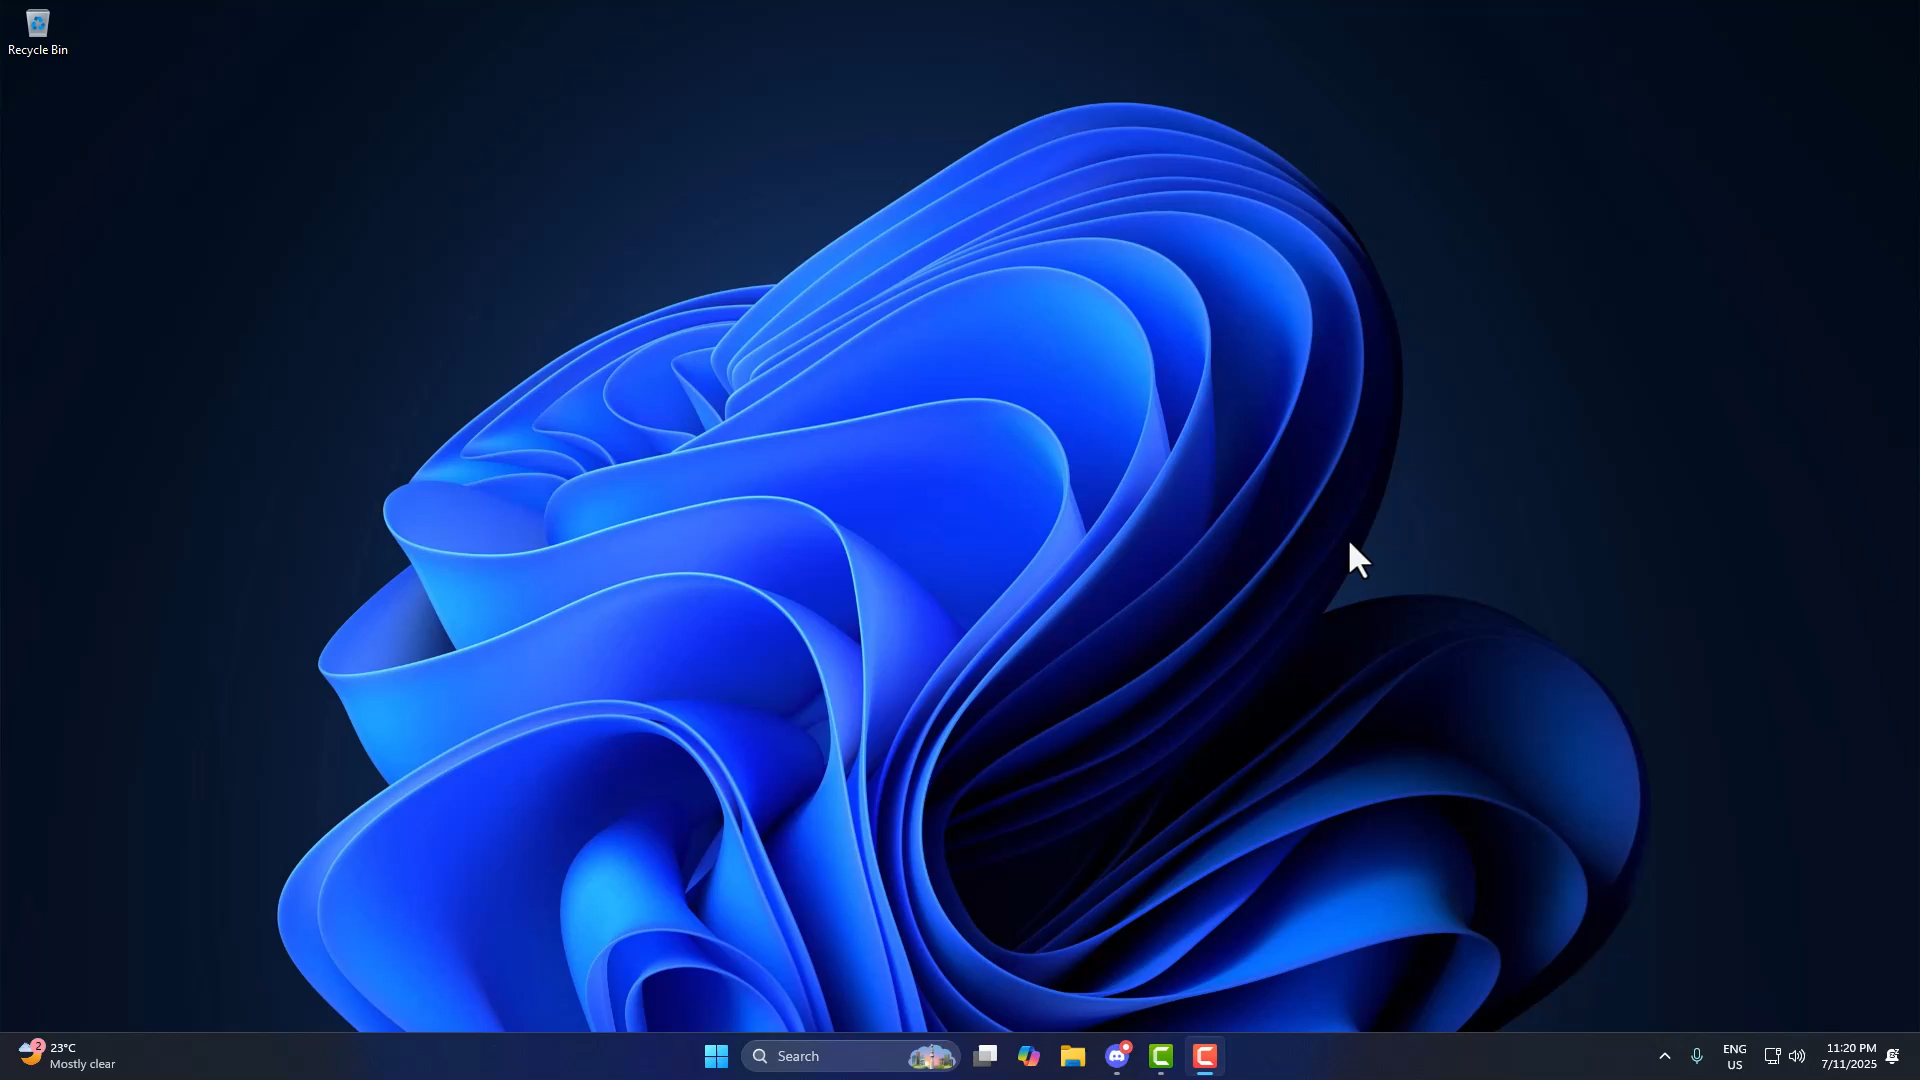 Recycle Bin
2
23°C
Mostly clear
Search
ENG
US
11:20 PM
7/11/2025